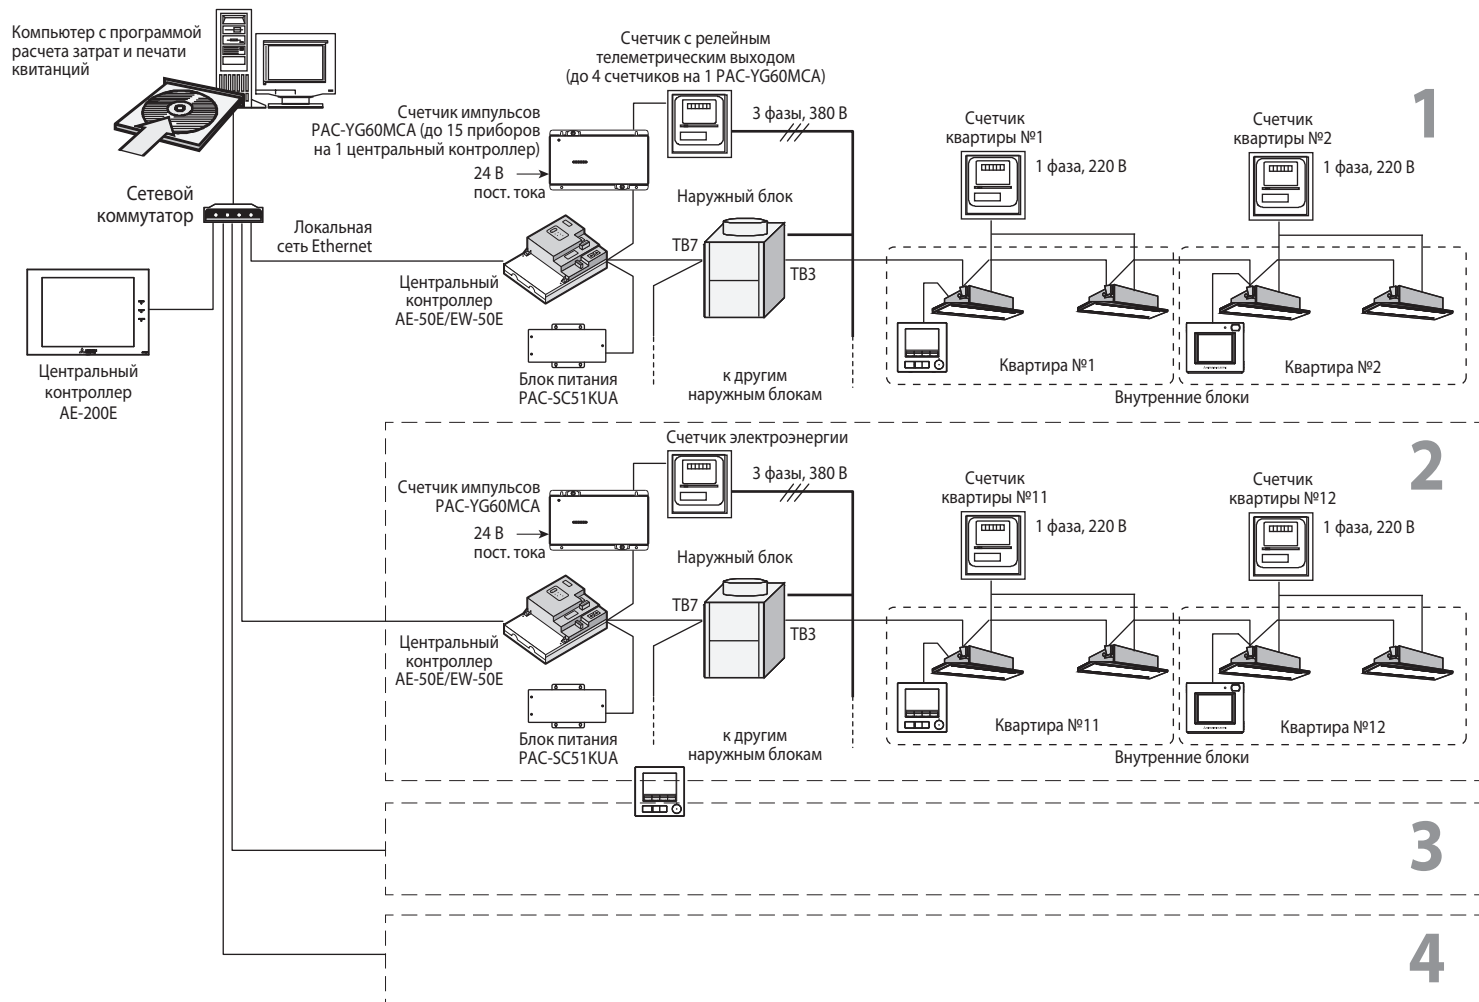 Компьютер с программой
расчета затрат и печати
квитанций
Сетевой
коммутатор
Локальная
сеть Ethernet
Центральный
контроллер
AE-200E
Счетчик с релейным
телеметрическим выходом
(до 4 счетчиков на 1 PAC-YG60MCA)
Счетчик импульсов
PAC-YG60MCA (до 15 приборов
на 1 центральный контроллер)
24 В
пост. тока
3 фазы, 380 В
Наружный блок
TB7
TB3
Центральный
контроллер
AE-50E/EW-50E
Блок питания
PAC-SC51KUA
к другим
наружным блокам
Счетчик
квартиры №1
1 фаза, 220 В
Счетчик
квартиры №2
1 фаза, 220 В
Квартира №1
Квартира №2
Внутренние блоки
1
Счетчик электроэнергии
3 фазы, 380 В
Счетчик импульсов
PAC-YG60MCA
24 В
пост. тока
Наружный блок
TB7
TB3
Центральный
контроллер
AE-50E/EW-50E
Блок питания
PAC-SC51KUA
к другим
наружным блокам
Счетчик
квартиры №11
1 фаза, 220 В
Счетчик
квартиры №12
1 фаза, 220 В
Квартира №11
Квартира №12
Внутренние блоки
2
3
4